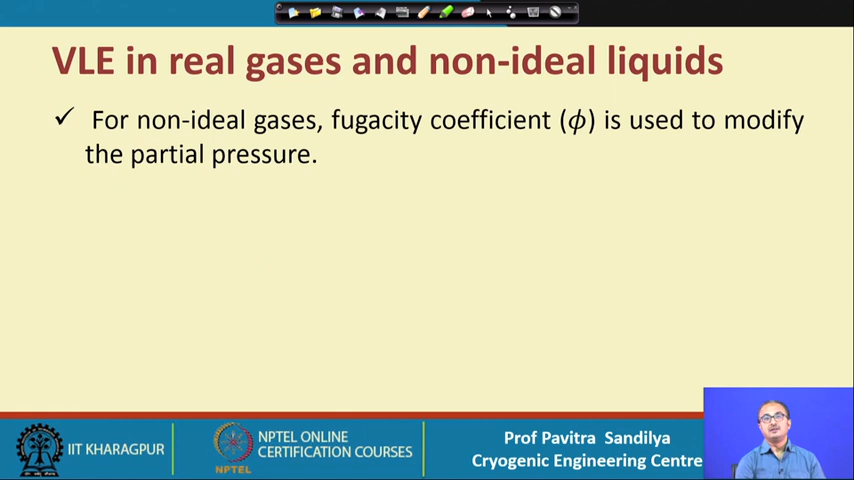 VLE in real gases and non-ideal liquids
✓ For non-ideal gases, fugacity coefficient (ϕ) is used to modify
the partial pressure.
IIT KHARAGPUR
NPTEL
NPTEL ONLINE
CERTIFICATION COURSES
Prof Pavitra Sandilya
Cryogenic Engineering Centre